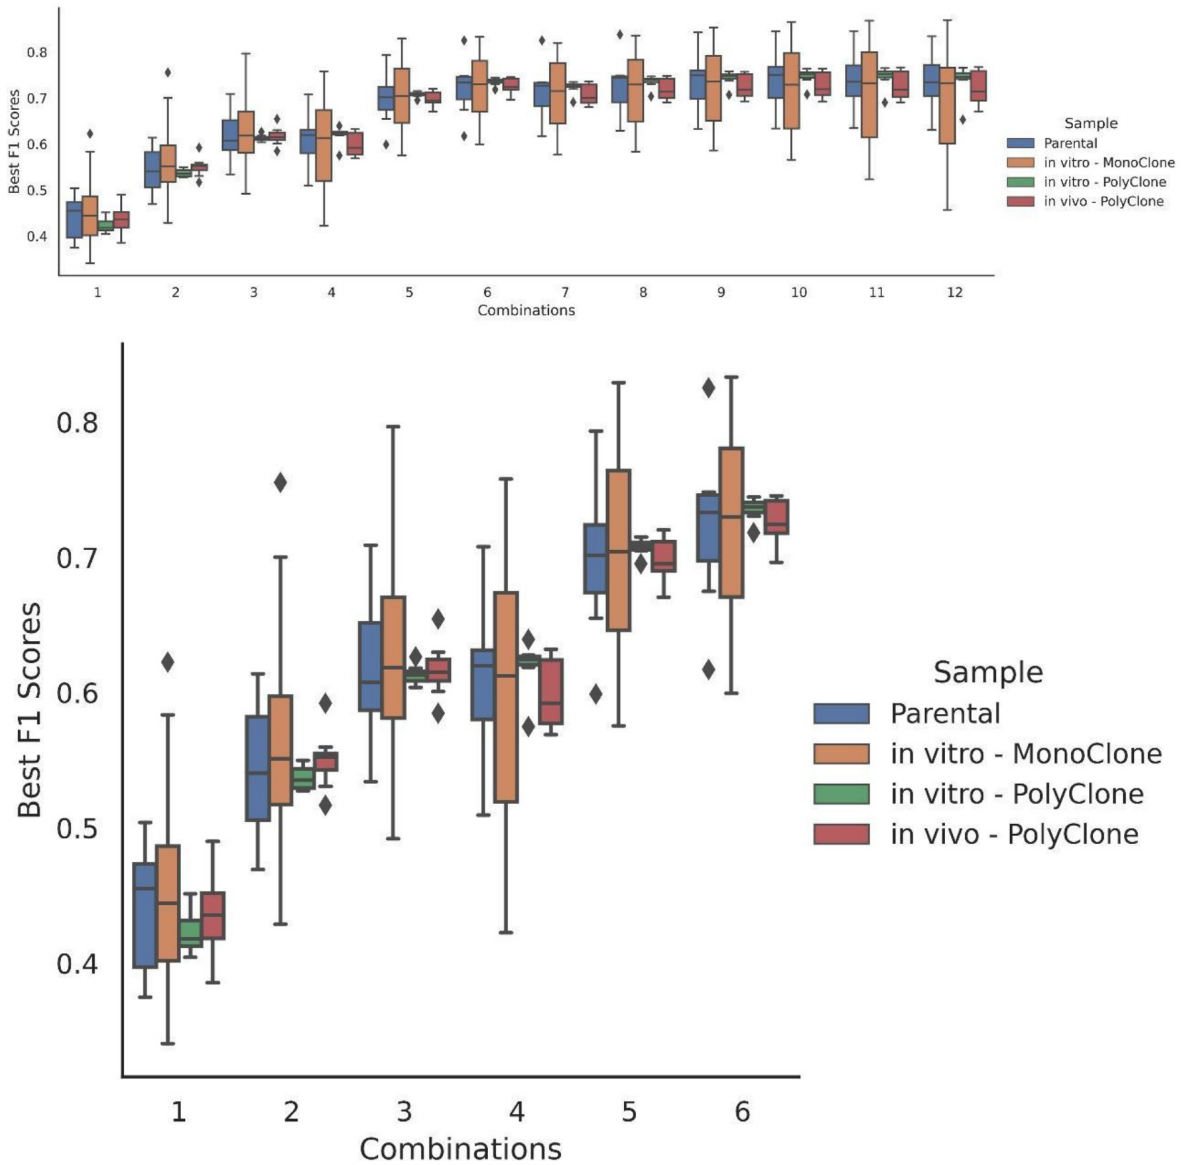 0.8
0.7
0.6
0.5
0.4
Best F1 Scores
1 2 3 4 5 6 7 8 9 10 11 12
Combinations
Sample
Parental
in vitro - MonoClone
in vitro - PolyClone
in vivo - PolyClone
0.8
0.7
0.6
0.5
0.4
Best F1 Scores
1 2 3 4 5 6
Combinations
Sample
Parental
in vitro - MonoClone
in vitro - PolyClone
in vivo - PolyClone